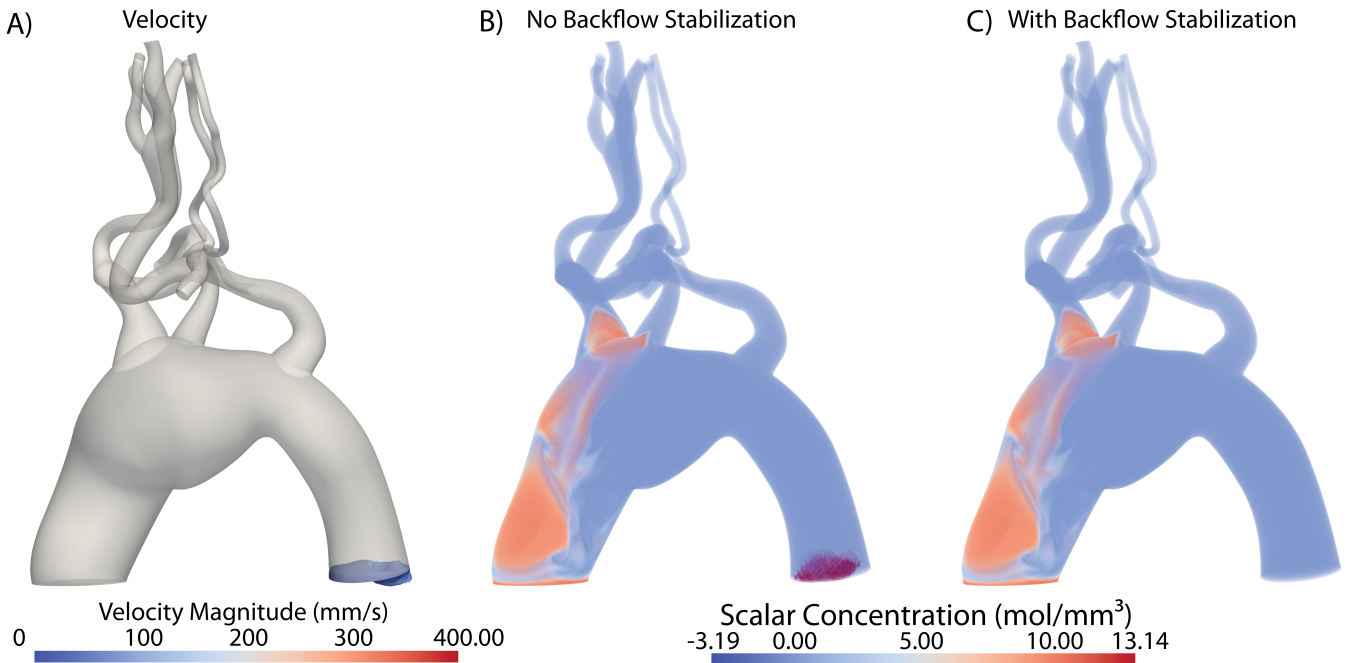 A) Velocity
B) No Backflow Stabilization
C) With Backflow Stabilization
Velocity Magnitude (mm/s)
0 100 200 300 400.00
Scalar Concentration (mol/mm³)
-3.19 0.00 5.00 10.00 13.14